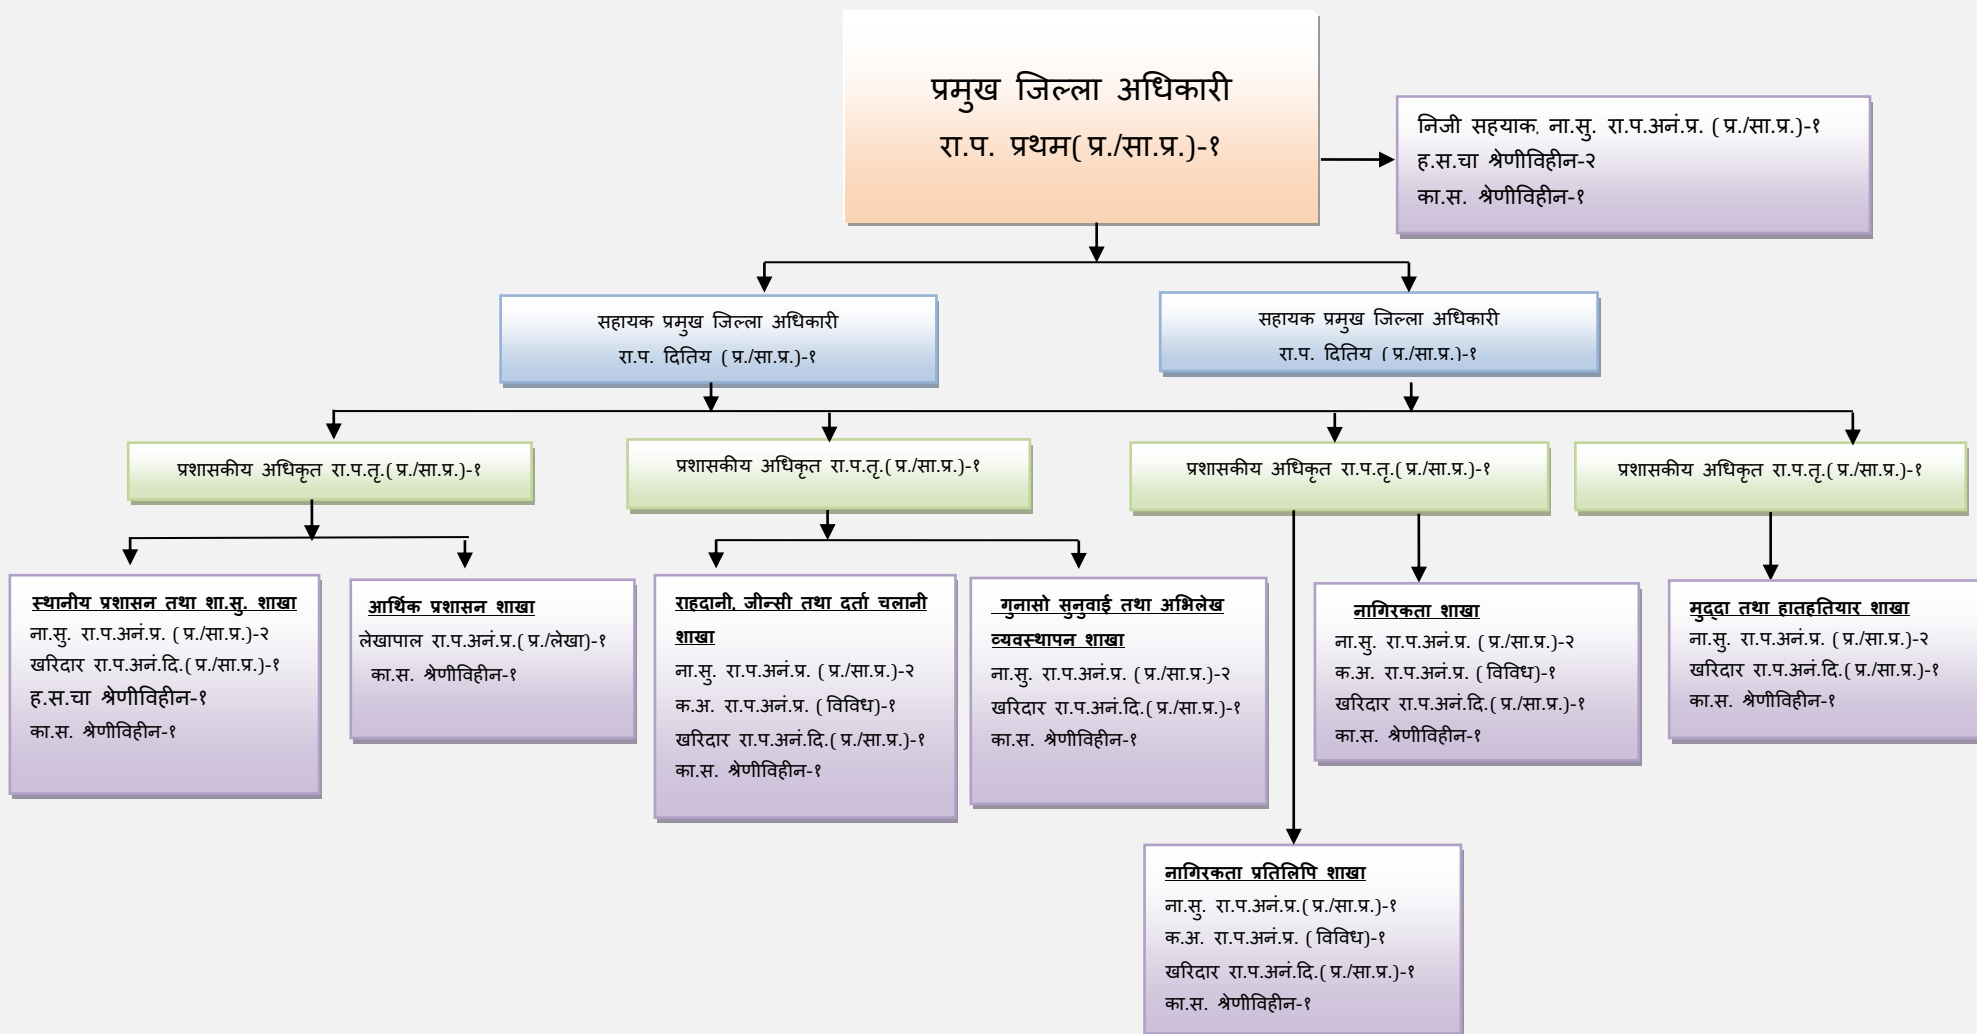 प्रमुख जिल्ला अधिकारी
रा.प. प्रथम(प्र./सा.प्र.)-१
निजी सहयाक, ना.सु. रा.प.अनं.प्र. (प्र./सा.प्र.)-१
ह.स.चा श्रेणीविहीन-२
का.स. श्रेणीविहीन-१
सहायक प्रमुख जिल्ला अधिकारी
रा.प. दितिय (प्र./सा.प्र.)-१
सहायक प्रमुख जिल्ला अधिकारी
रा.प. दितिय (प्र./सा.प्र.)-१
प्रशासकीय अधिकृत रा.प.तृ.(प्र./सा.प्र.)-१
प्रशासकीय अधिकृत रा.प.तृ.(प्र./सा.प्र.)-१
प्रशासकीय अधिकृत रा.प.तृ.(प्र./सा.प्र.)-१
प्रशासकीय अधिकृत रा.प.तृ.(प्र./सा.प्र.)-१
स्थानीय प्रशासन तथा शा.सु. शाखा
ना.सु. रा.प.अनं.प्र. (प्र./सा.प्र.)-२
खरिदार रा.प.अनं.दि.(प्र./सा.प्र.)-१
ह.स.चा श्रेणीविहीन-१
का.स. श्रेणीविहीन-१
आर्थिक प्रशासन शाखा
लेखापाल रा.प.अनं.प्र.(प्र./लेखा)-१
का.स. श्रेणीविहीन-१
राहदानी, जीन्सी तथा दर्ता चलानी
शाखा
ना.सु. रा.प.अनं.प्र. (प्र./सा.प्र.)-२
क.अ. रा.प.अनं.प्र. (विविध)-१
खरिदार रा.प.अनं.दि.(प्र./सा.प्र.)-१
का.स. श्रेणीविहीन-१
गुनासो सुनुवाई तथा अभिलेख
व्यवस्थापन शाखा
ना.सु. रा.प.अनं.प्र. (प्र./सा.प्र.)-२
खरिदार रा.प.अनं.दि.(प्र./सा.प्र.)-१
का.स. श्रेणीविहीन-१
नागिरकता शाखा
ना.सु. रा.प.अनं.प्र. (प्र./सा.प्र.)-२
क.अ. रा.प.अनं.प्र. (विविध)-१
खरिदार रा.प.अनं.दि.(प्र./सा.प्र.)-१
का.स. श्रेणीविहीन-१
मुद्दा तथा हातहतियार शाखा
ना.सु. रा.प.अनं.प्र. (प्र./सा.प्र.)-२
खरिदार रा.प.अनं.दि.(प्र./सा.प्र.)-१
का.स. श्रेणीविहीन-१
नागिरकता प्रतिलिपि शाखा
ना.सु. रा.प.अनं.प्र.(प्र./सा.प्र.)-१
क.अ. रा.प.अनं.प्र. (विविध)-१
खरिदार रा.प.अनं.दि.(प्र./सा.प्र.)-१
का.स. श्रेणीविहीन-१